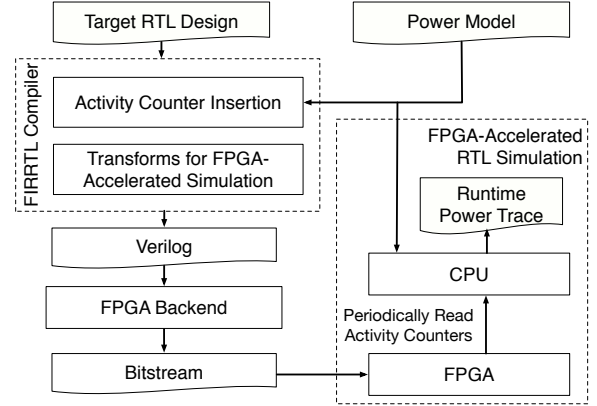 Target RTL Design
Power Model
FIRRTL Compiler
Activity Counter Insertion
Transforms for FPGA-
Accelerated Simulation
Verilog
FPGA Backend
Bitstream
FPGA-Accelerated
RTL Simulation
Runtime
Power Trace
CPU
Periodically Read
Activity Counters
FPGA